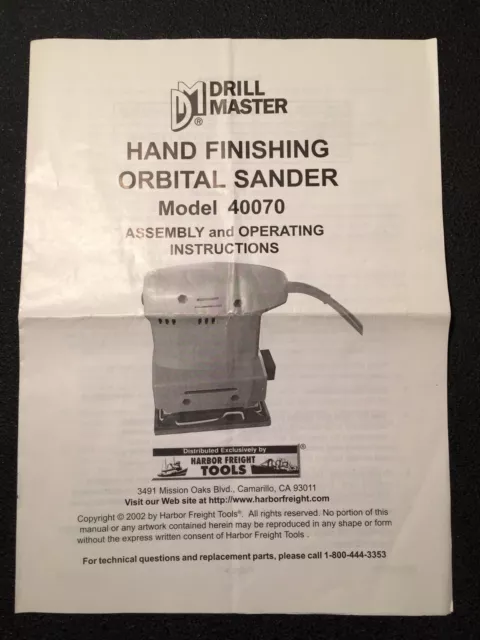 DM®
DRILL
MASTER
HAND FINISHING
ORBITAL SANDER
Model 40070
ASSEMBLY and OPERATING
INSTRUCTIONS
Distributed Exclusively by
HARBOR FREIGHT
TOOLS
®
3491 Mission Oaks Blvd., Camarillo, CA 93011
Visit our Web site at http://www.harborfreight.com
Copyright © 2002 by Harbor Freight Tools®. All rights reserved. No portion of this
manual or any artwork contained herein may be reproduced in any shape or form
without the express written consent of Harbor Freight Tools .
For technical questions and replacement parts, please call 1-800-444-3353